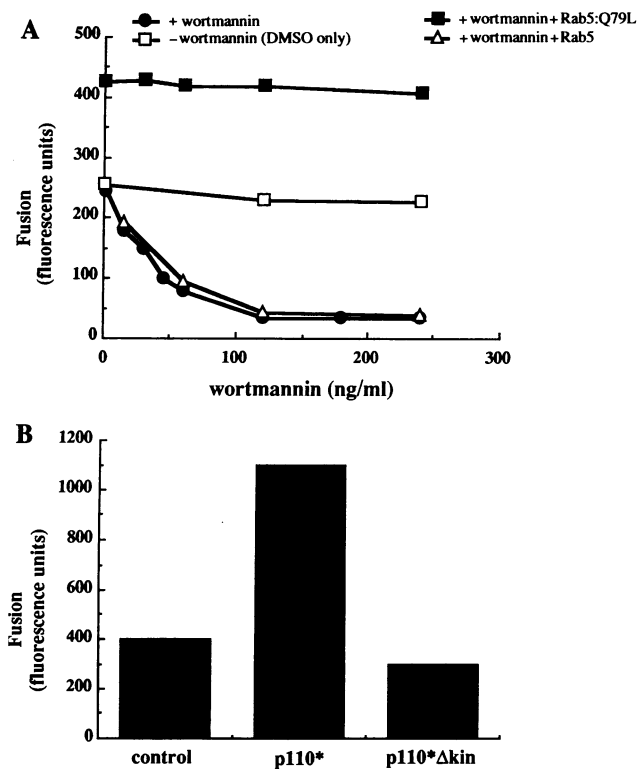 A
+ wortmannin
– wortmannin (DMSO only)
+ wortmannin + Rab5:Q79L
+ wortmannin + Rab5
500
400
300
200
100
0
Fusion
(fluorescence units)
0
100
200
300
wortmannin (ng/ml)
B
1200
1000
800
600
400
200
0
Fusion
(fluorescence units)
control
p110*
p110*Δkin